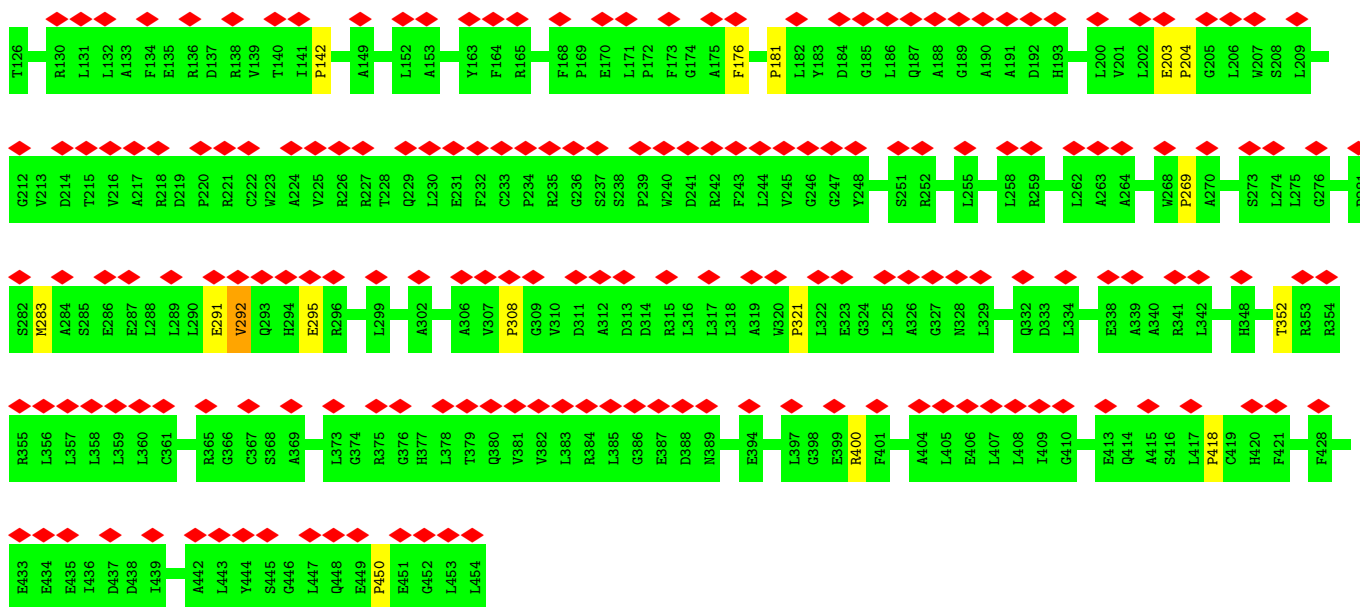 T126 R130 L131 L132 A133 F134 E135 R136 D137 R138 V139 T140 I141 P142 A149 L152 A153 Y163 F164 R165 F168 P169 E170 L171 P172 F173 G174 A175 F176 P181 L182 Y183 D184 G185 L186 Q187 A188 G189 A190 A191 D192 H193 L200 V201 L202 E203 P204 G205 L206 W207 S208 L209
G212 V213 D214 T215 V216 A217 R218 D219 P220 R221 C222 W223 A224 V225 R226 R227 T228 Q229 L230 E231 F232 C233 P234 R235 G236 S237 S238 P239 W240 D241 R242 F243 L244 V245 G246 G247 Y248 S251 R252 L255 L258 R259 L262 A263 A264 W268 P269 A270 S273 L274 L275 G276
S282 M283 A284 S285 E286 E287 L288 L289 L290 E291 V292 Q293 H294 E295 R296 L299 A302 A306 V307 P308 G309 V310 D311 A312 D313 D314 R315 L316 L317 L318 A319 W320 P321 L322 E323 G324 L325 A326 G327 N328 L329 Q332 D333 L334 E338 A339 A340 R341 L342 H348 T352 R353 R354
R355 L356 L357 L358 L359 L360 C361 R365 G366 C367 S368 A369 L373 G374 R375 G376 H377 L378 T379 Q380 V381 V382 L383 R384 L385 G386 E387 D388 N389 E394 L397 G398 E399 R400 F401 A404 L405 E406 L407 L408 I409 G410 E413 Q414 A415 S416 L417 P418 C419 H420 F421 F428
E433 E434 E435 I436 D437 D438 I439 A442 L443 Y444 S445 G446 L447 Q448 E449 P450 E451 G452 L453 L454